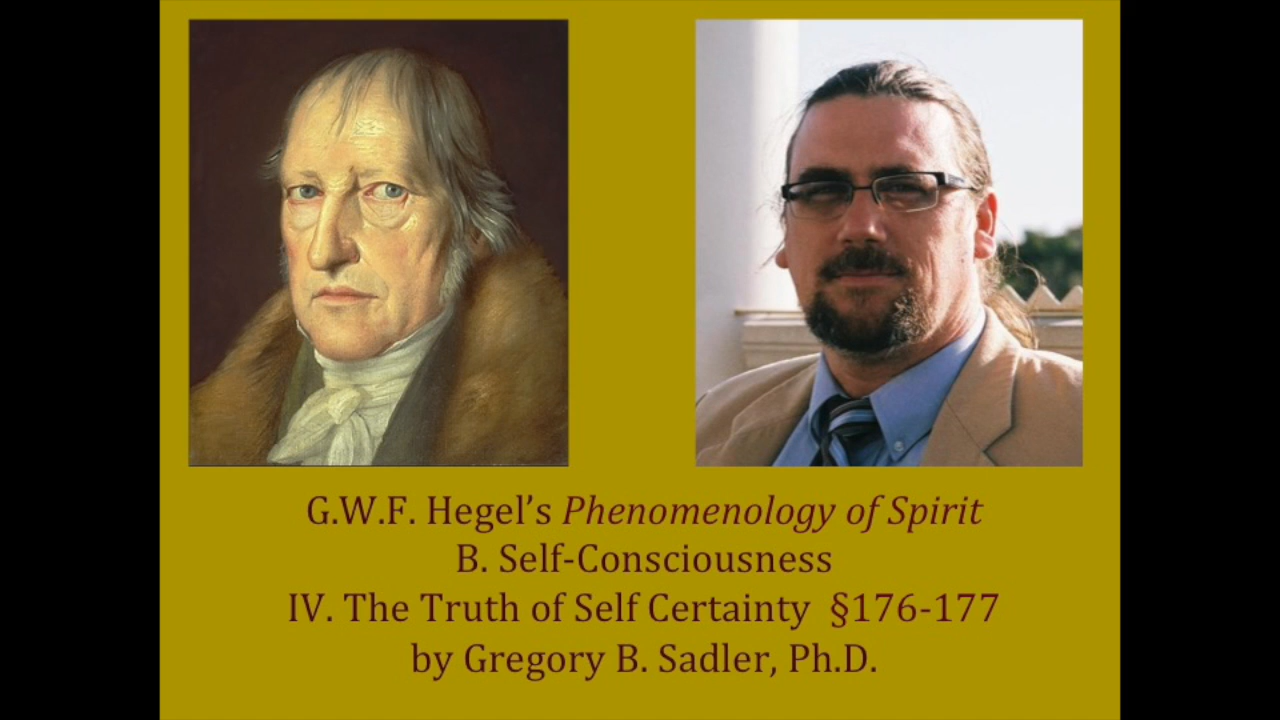 G.W.F. Hegel’s Phenomenology of Spirit
B. Self-Consciousness
IV. The Truth of Self Certainty §176-177
by Gregory B. Sadler, Ph.D.